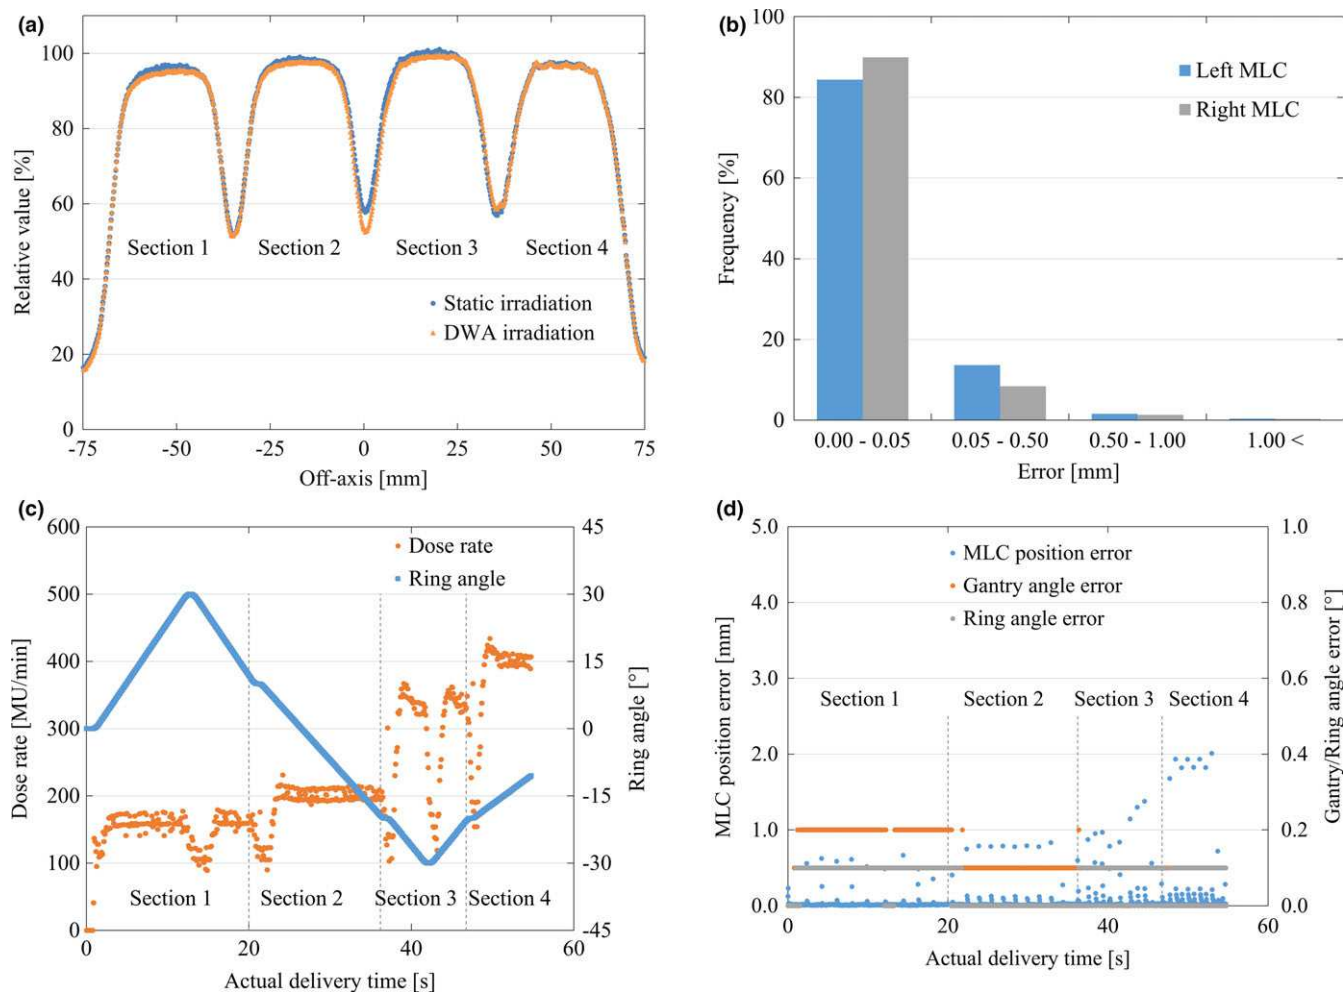 (a)
100
80
60
40
20
0
Relative value [%]
Section 1 Section 2 Section 3 Section 4
Static irradiation
DWA irradiation
-75 -50 -25 0 25 50 75
Off-axis [mm]
(b)
100
80
60
40
20
0
Frequency [%]
Left MLC
Right MLC
0.00 - 0.05 0.05 - 0.50 0.50 - 1.00 1.00 <
Error [mm]
(c)
600
500
400
300
200
100
0
Dose rate [MU/min]
Dose rate
Ring angle
45
30
15
0
-15
-30
-45
Ring angle [°]
Section 1 Section 2 Section 3 Section 4
0 20 40 60
Actual delivery time [s]
(d)
5.0
4.0
3.0
2.0
1.0
0.0
MLC position error [mm]
MLC position error
Gantry angle error
Ring angle error
1.0
0.8
0.6
0.4
0.2
0.0
Gantry/Ring angle error [°]
Section 1 Section 2 Section 3 Section 4
0 20 40 60
Actual delivery time [s]